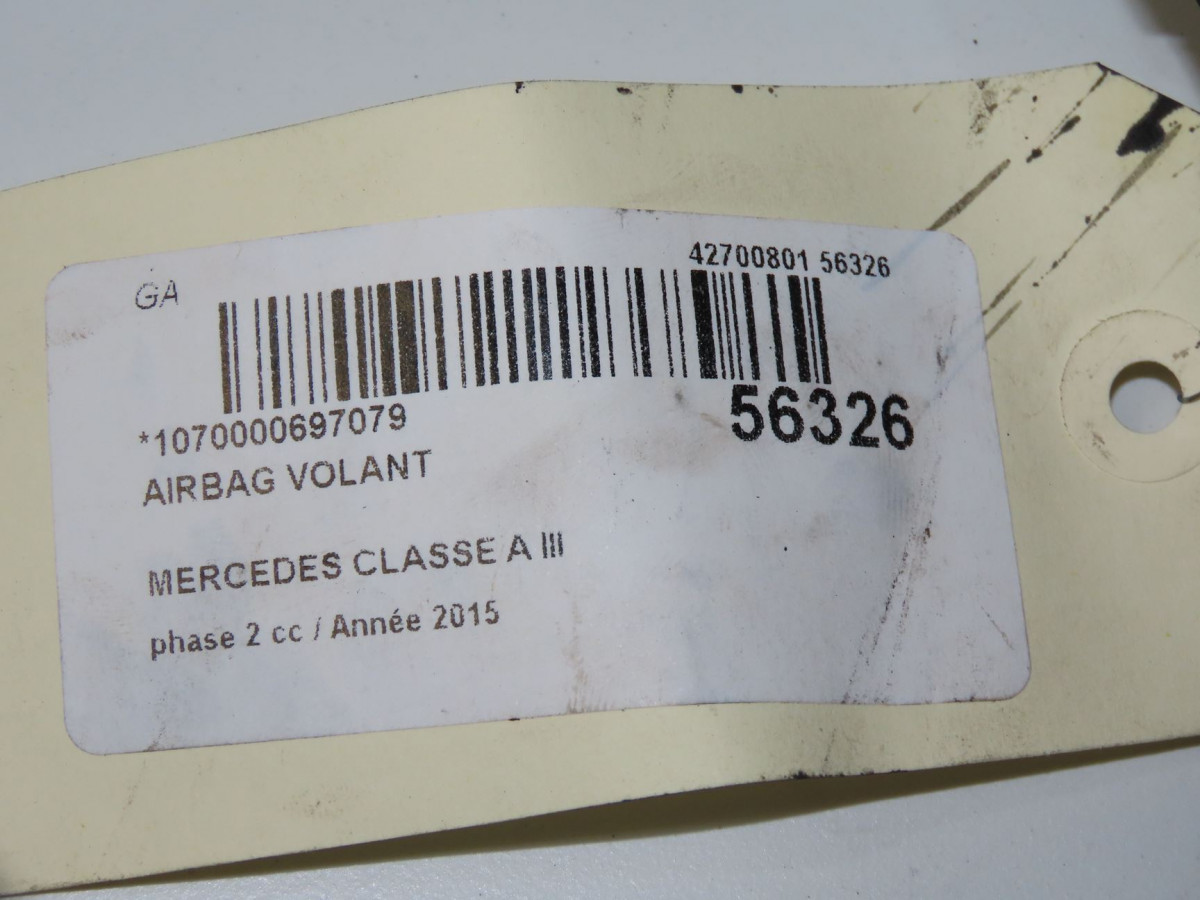 GA
42700801 56326
*1070000697079
56326
AIRBAG VOLANT
MERCEDES CLASSE A III
phase 2 cc / Année 2015